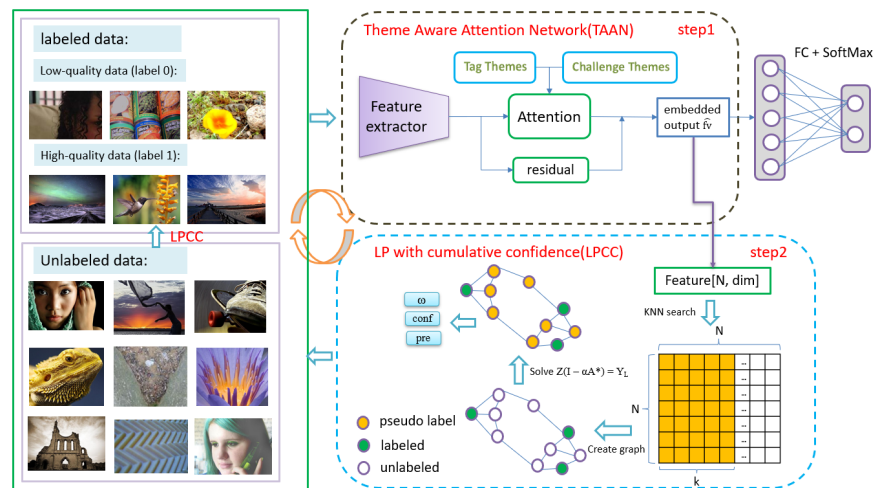 labeled data:
Low-quality data (label 0):
High-quality data (label 1):
LPCC
Unlabeled data:
Theme Aware Attention Network(TAAN)
step1
Tag Themes
Challenge Themes
Feature
extractor
Attention
residual
embedded
output f̂v
FC + SoftMax
LP with cumulative confidence(LPCC)
step2
Feature[N, dim]
KNN search
N
N
...
...
...
...
...
...
...
k
ω
conf
pre
Solve Z(I − αA*) = Y_L
Create graph
pseudo label
labeled
unlabeled